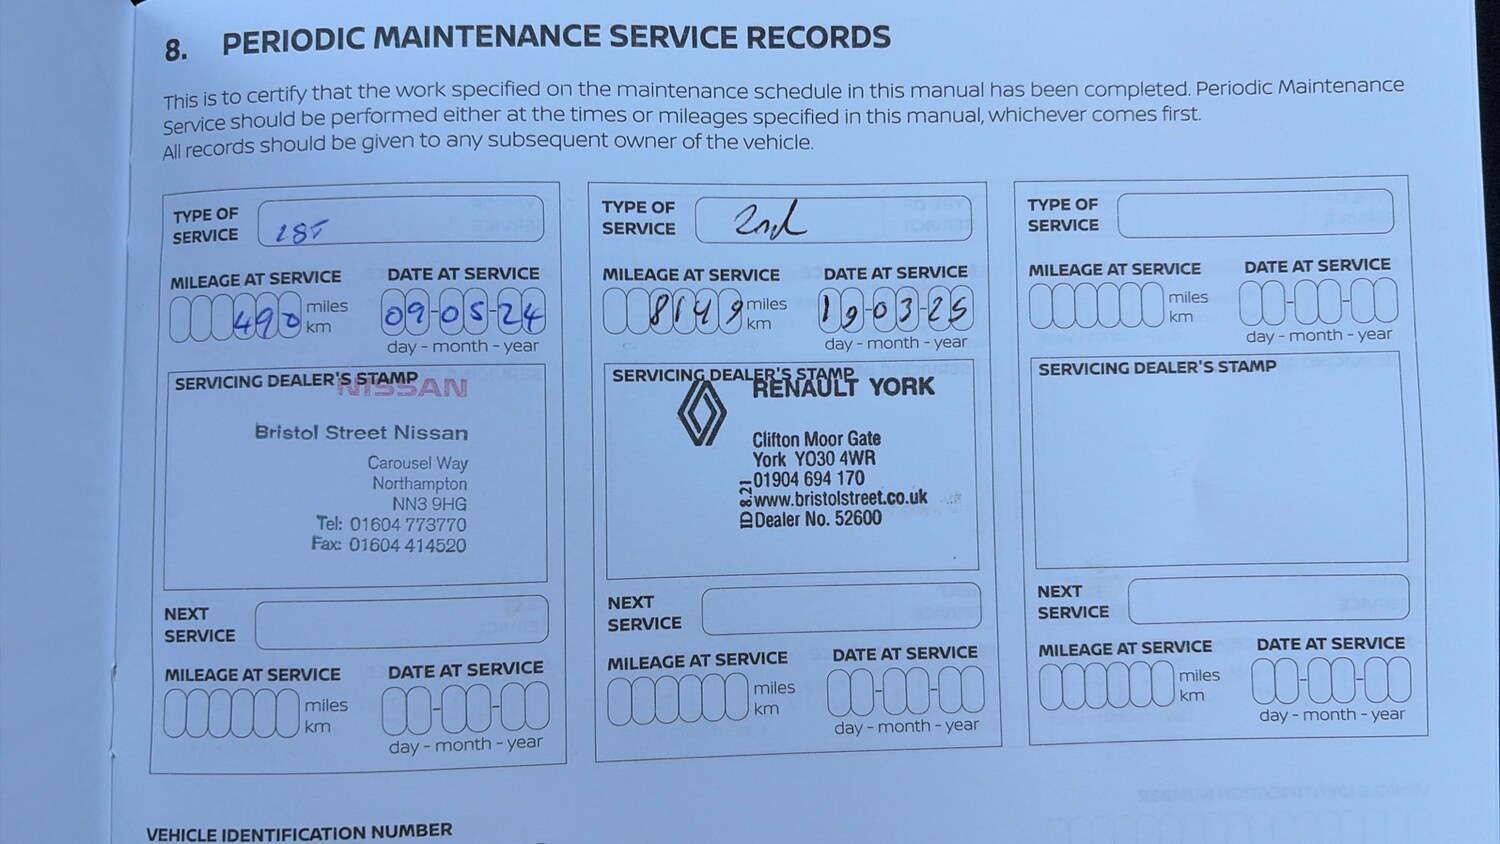 8. PERIODIC MAINTENANCE SERVICE RECORDS
This is to certify that the work specified on the maintenance schedule in this manual has been completed. Periodic Maintenance
Service should be performed either at the times or mileages specified in this manual, whichever comes first.
All records should be given to any subsequent owner of the vehicle.
TYPE OF
SERVICE
1ST
MILEAGE AT SERVICE
DATE AT SERVICE
490
miles
km
09-05-24
day - month - year
SERVICING DEALER'S STAMP
NISSAN
Bristol Street Nissan
Carousel Way
Northampton
NN3 9HG
Tel: 01604 773770
Fax: 01604 414520
NEXT
SERVICE
MILEAGE AT SERVICE
DATE AT SERVICE
miles
km
day - month - year
TYPE OF
SERVICE
2nd
MILEAGE AT SERVICE
DATE AT SERVICE
8149
miles
km
19-03-25
day - month - year
SERVICING DEALER'S STAMP
RENAULT YORK
Clifton Moor Gate
York YO30 4WR
01904 694 170
www.bristolstreet.co.uk
Dealer No. 52600
ID 8.21
NEXT
SERVICE
MILEAGE AT SERVICE
DATE AT SERVICE
miles
km
day - month - year
TYPE OF
SERVICE
MILEAGE AT SERVICE
DATE AT SERVICE
miles
km
day - month - year
SERVICING DEALER'S STAMP
NEXT
SERVICE
MILEAGE AT SERVICE
DATE AT SERVICE
miles
km
day - month - year
VEHICLE IDENTIFICATION NUMBER